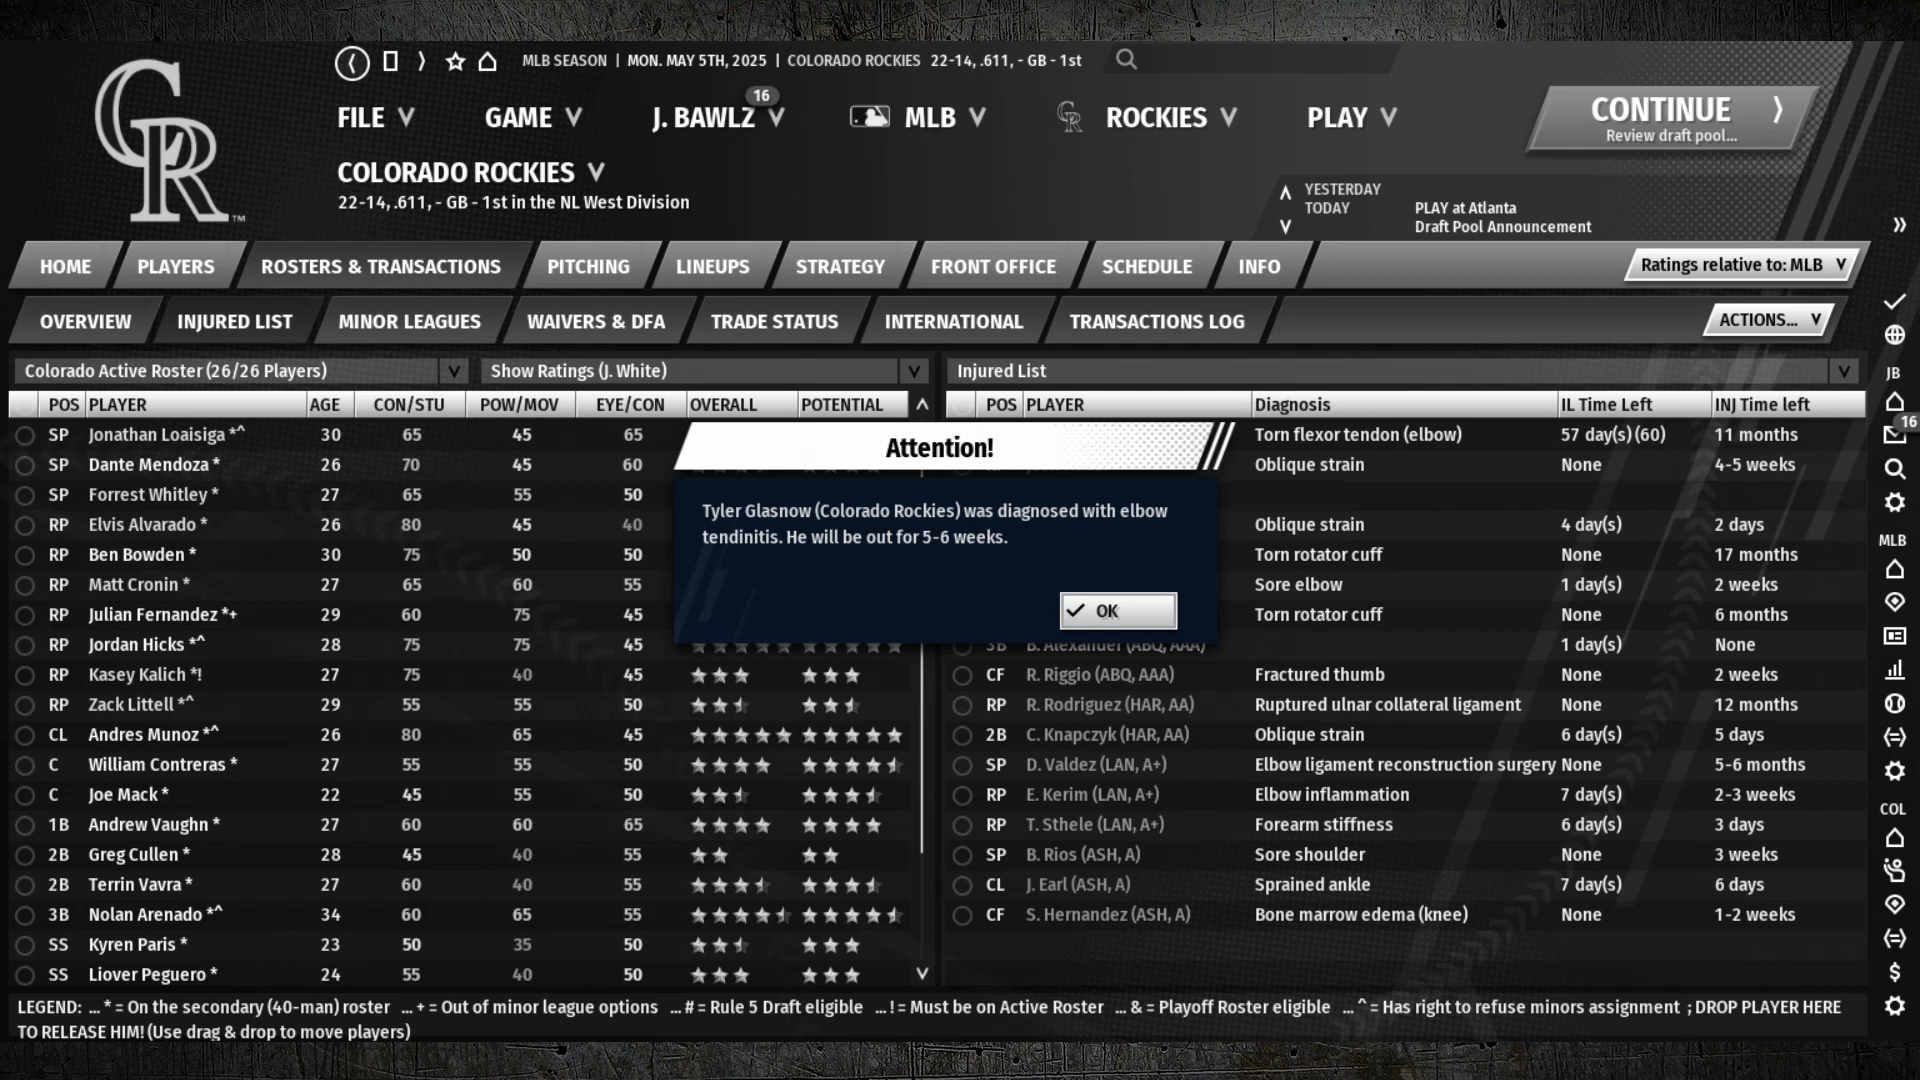 MLB SEASON | MON. MAY 5TH, 2025 | COLORADO ROCKIES 22-14, .611, - GB - 1st
FILE GAME J. BAWLZ 16 MLB ROCKIES PLAY
CONTINUE
Review draft pool...
COLORADO ROCKIES
22-14, .611, - GB - 1st in the NL West Division
YESTERDAY
TODAY
PLAY at Atlanta
Draft Pool Announcement
CR
TM
HOME PLAYERS ROSTERS & TRANSACTIONS PITCHING LINEUPS STRATEGY FRONT OFFICE SCHEDULE INFO Ratings relative to: MLB
OVERVIEW INJURED LIST MINOR LEAGUES WAIVERS & DFA TRADE STATUS INTERNATIONAL TRANSACTIONS LOG ACTIONS...
Colorado Active Roster (26/26 Players) Show Ratings (J. White)
POS PLAYER AGE CON/STU POW/MOV EYE/CON OVERALL POTENTIAL
SP Jonathan Loaisiga *^ 30 65 45 65
SP Dante Mendoza * 26 70 45 60
SP Forrest Whitley * 27 65 55 50
RP Elvis Alvarado * 26 80 45 40
RP Ben Bowden * 30 75 50 50
RP Matt Cronin * 27 65 60 55
RP Julian Fernandez *+ 29 60 75 45
RP Jordan Hicks *^ 28 75 75 45
RP Kasey Kalich *! 27 75 40 45
RP Zack Littell *^ 29 55 55 50
CL Andres Munoz *^ 26 80 65 45
C William Contreras * 27 55 55 50
C Joe Mack * 22 45 55 50
1B Andrew Vaughn * 27 60 60 65
2B Greg Cullen * 28 45 40 55
2B Terrin Vavra * 27 60 40 55
3B Nolan Arenado *^ 34 60 65 55
SS Kyren Paris * 23 50 35 50
SS Liover Peguero * 24 55 40 50
Attention!
Tyler Glasnow (Colorado Rockies) was diagnosed with elbow
tendinitis. He will be out for 5-6 weeks.
OK
Injured List
POS PLAYER Diagnosis IL Time Left INJ Time left
Torn flexor tendon (elbow) 57 day(s) (60) 11 months
Oblique strain None 4-5 weeks
Oblique strain 4 day(s) 2 days
Torn rotator cuff None 17 months
Sore elbow 1 day(s) 2 weeks
Torn rotator cuff None 6 months
3B B. Alexander (ABQ, AAA) 1 day(s) None
CF R. Riggio (ABQ, AAA) Fractured thumb None 2 weeks
RP R. Rodriguez (HAR, AA) Ruptured ulnar collateral ligament None 12 months
2B C. Knapczyk (HAR, AA) Oblique strain 6 day(s) 5 days
SP D. Valdez (LAN, A+) Elbow ligament reconstruction surgery None 5-6 months
RP E. Kerim (LAN, A+) Elbow inflammation 7 day(s) 2-3 weeks
RP T. Sthele (LAN, A+) Forearm stiffness 6 day(s) 3 days
SP B. Rios (ASH, A) Sore shoulder None 3 weeks
CL J. Earl (ASH, A) Sprained ankle 7 day(s) 6 days
CF S. Hernandez (ASH, A) Bone marrow edema (knee) None 1-2 weeks
JB
16
MLB
COL
LEGEND: ... * = On the secondary (40-man) roster ... + = Out of minor league options ... # = Rule 5 Draft eligible ... ! = Must be on Active Roster ... & = Playoff Roster eligible ... ^ = Has right to refuse minors assignment ; DROP PLAYER HERE
TO RELEASE HIM! (Use drag & drop to move players)